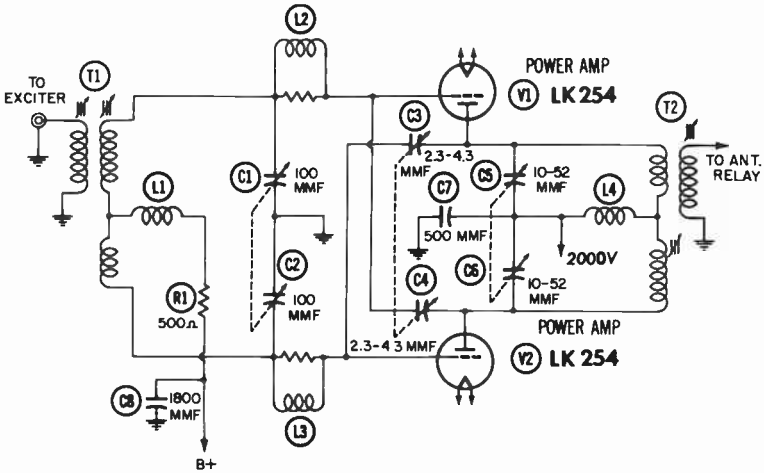 L2
T1
TO
EXCITER
POWER AMP
V1 LK 254
T2
C3
2.3-4.3
MMF
TO ANT.
RELAY
L1
C1
100
MMF
C5
10-52
MMF
C7
500 MMF
L4
2000V
C2
100
MMF
C6
10-52
MMF
C4
R1
500Ω
2.3-4.3 MMF
POWER AMP
V2 LK 254
C8
1800
MMF
L3
B+